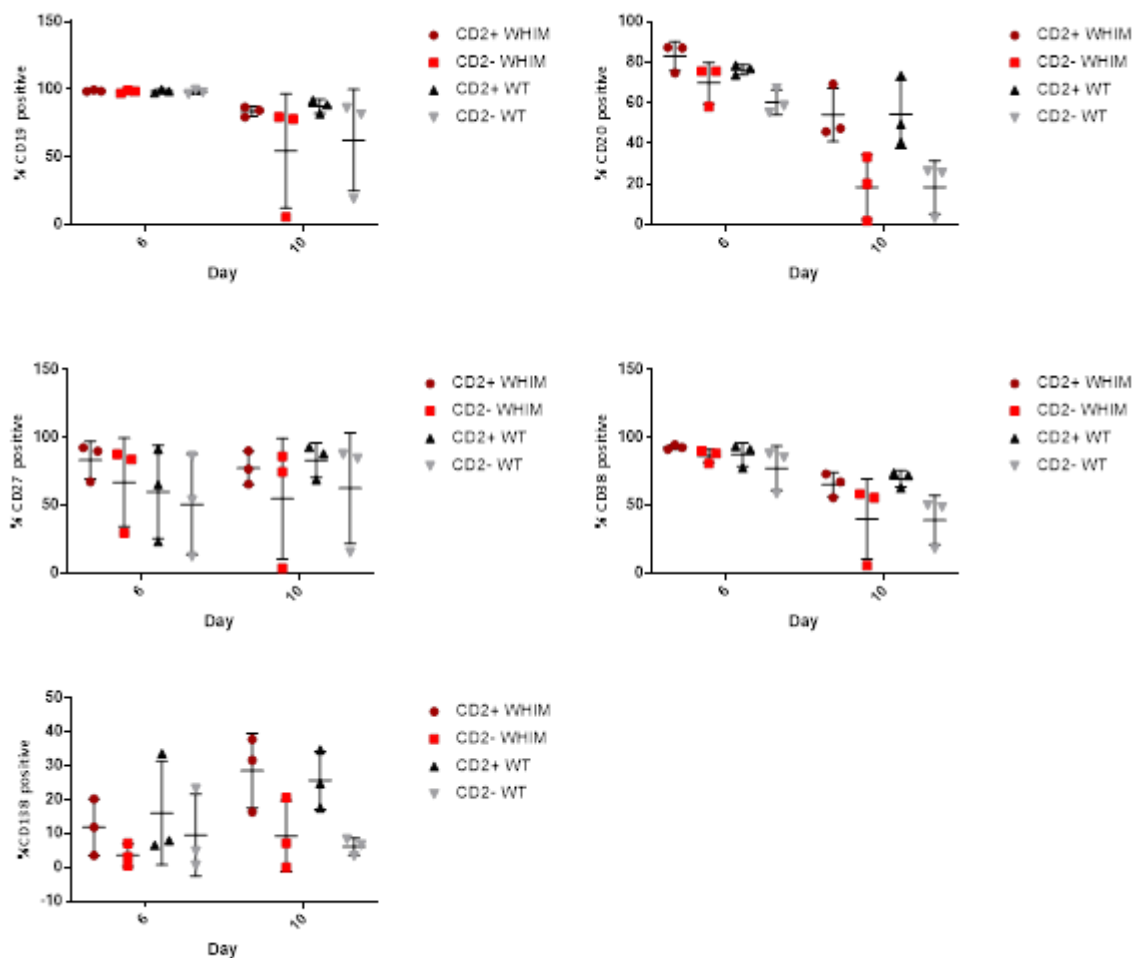 150
100
50
0
% CD19 positive
6
10
Day
CD2+ WHIM
CD2- WHIM
CD2+ WT
CD2- WT
100
80
60
40
20
0
% CD20 positive
6
10
Day
CD2+ WHIM
CD2- WHIM
CD2+ WT
CD2- WT
150
100
50
0
% CD27 positive
6
10
Day
CD2+ WHIM
CD2- WHIM
CD2+ WT
CD2- WT
150
100
50
0
% CD38 positive
6
10
Day
CD2+ WHIM
CD2- WHIM
CD2+ WT
CD2- WT
50
40
30
20
10
0
-10
%CD138 positive
6
10
Day
CD2+ WHIM
CD2- WHIM
CD2+ WT
CD2- WT